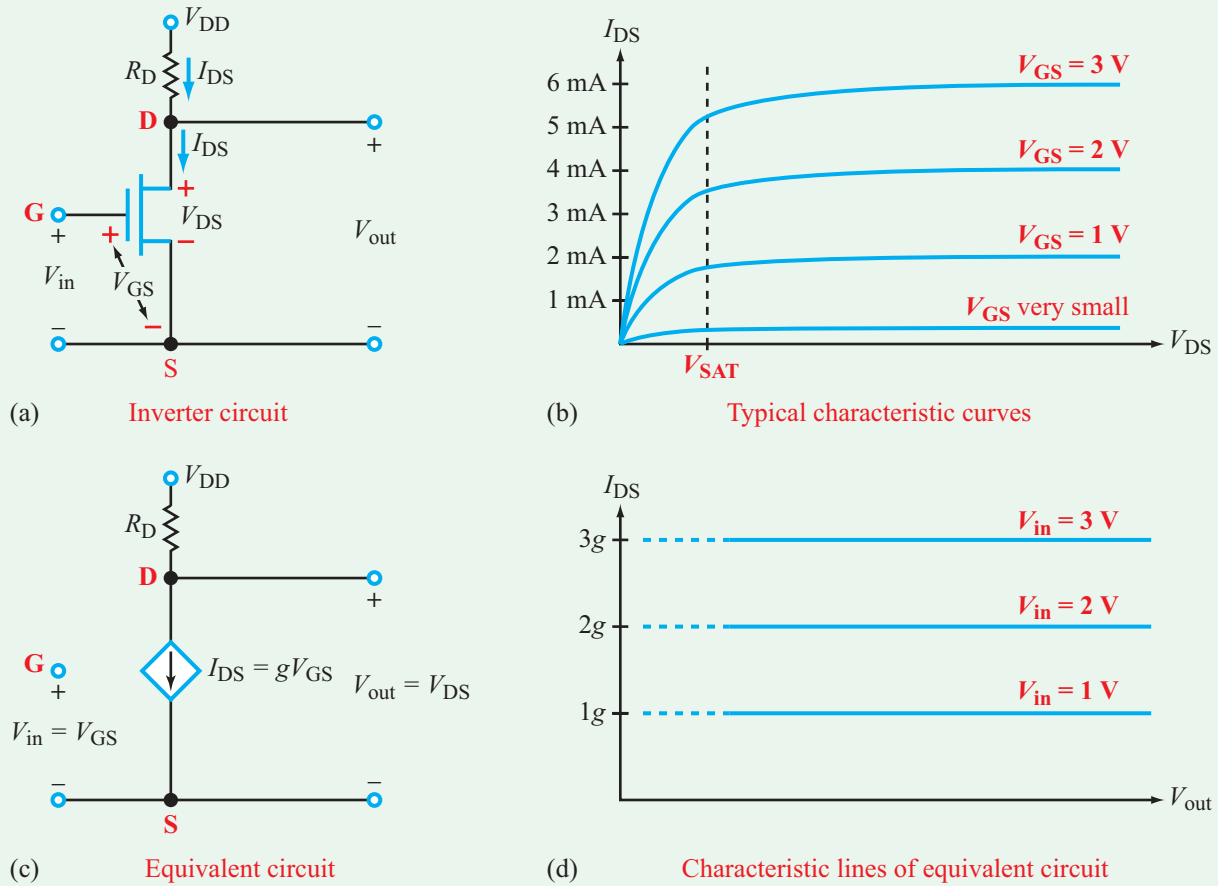 V_DD
R_D
I_DS
D
+
I_DS
+
V_DS
G
+
+
−
V_in
V_GS
V_out
−
−
−
S
(a) Inverter circuit
I_DS
6 mA
5 mA
4 mA
3 mA
2 mA
1 mA
V_GS = 3 V
V_GS = 2 V
V_GS = 1 V
V_GS very small
V_DS
V_SAT
(b) Typical characteristic curves
V_DD
R_D
D
+
G
+
I_DS = gV_GS
V_out = V_DS
V_in = V_GS
−
−
S
(c) Equivalent circuit
I_DS
3g
2g
1g
V_in = 3 V
V_in = 2 V
V_in = 1 V
V_out
(d) Characteristic lines of equivalent circuit